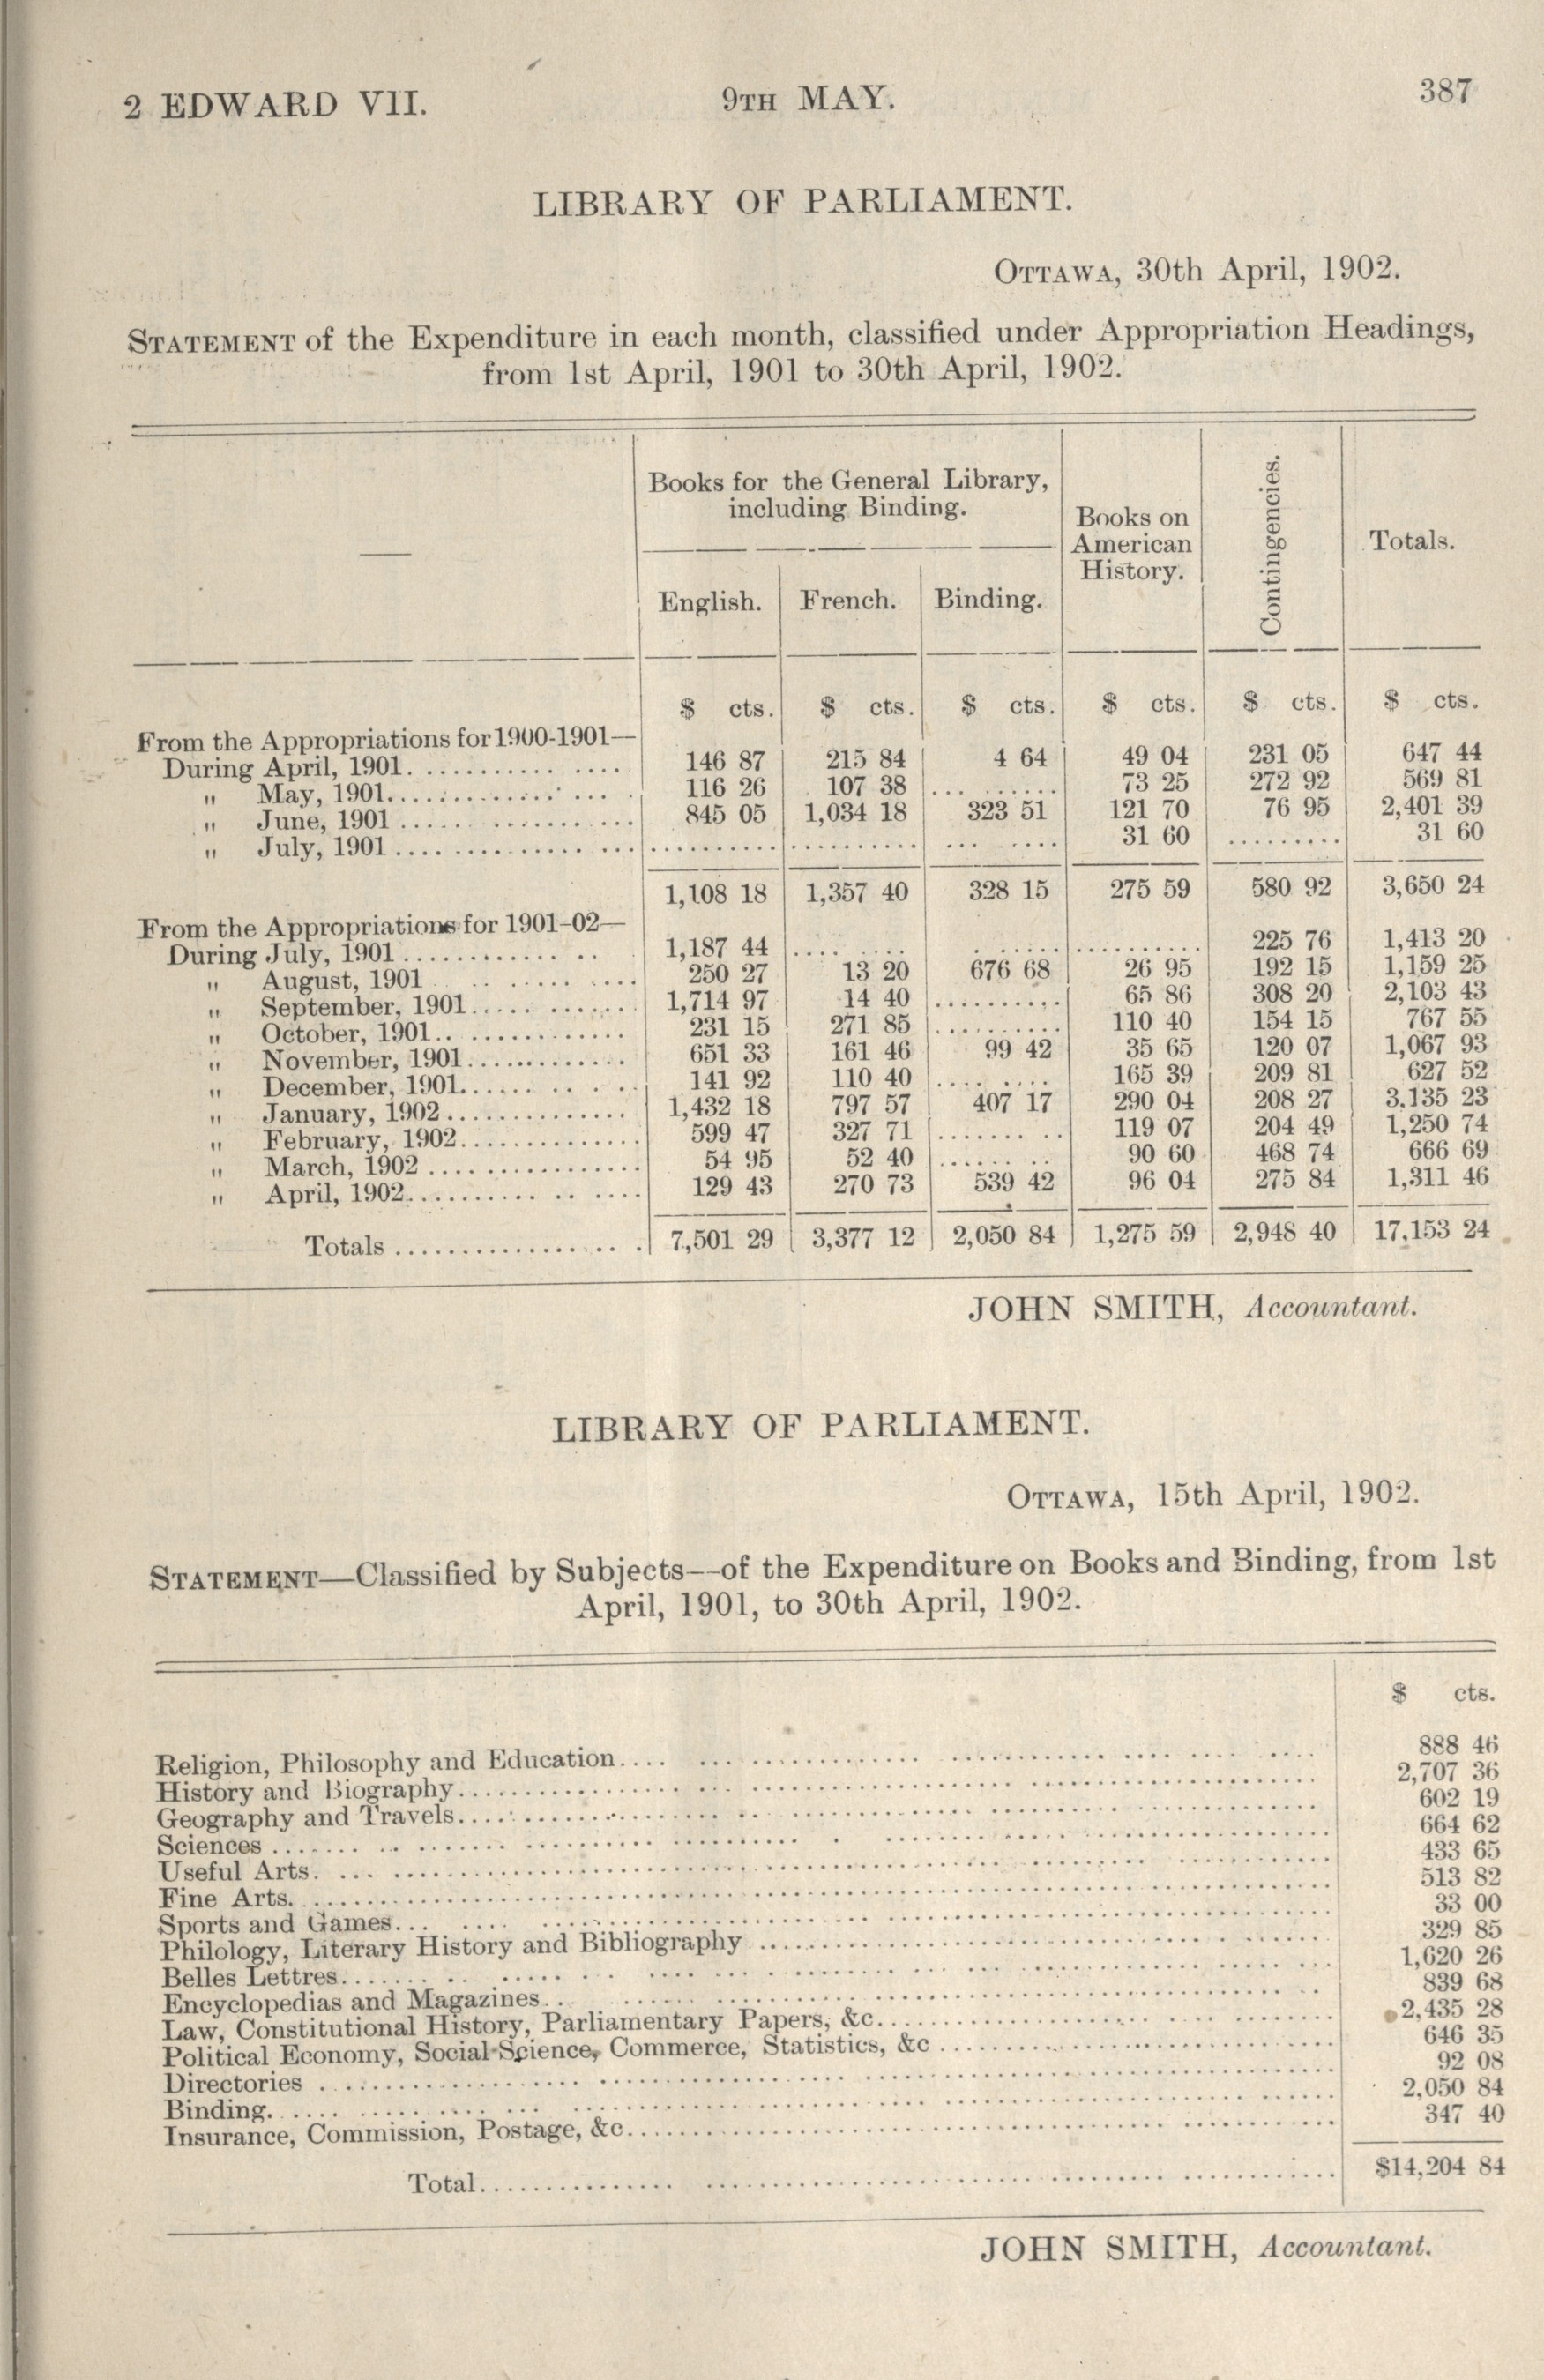 2 EDWARD VII. 9TH MAY. 387
LIBRARY OF PARLIAMENT.
OTTAWA, 30th April, 1902.
STATEMENT of the Expenditure in each month, classified under Appropriation Headings,
from 1st April, 1901 to 30th April, 1902.
Books for the General Library,
including Binding.
Books on
American
History.
Contingencies.
Totals.
English. French. Binding.
$ cts. $ cts. $ cts. $ cts. $ cts. $ cts.
From the Appropriations for 1900-1901—
During April, 1901. ........... .... 146 87 215 84 4 64 49 04 231 05 647 44
" May, 1901................ ... 116 26 107 38 ... ....... 73 25 272 92 569 81
" June, 1901 ..... .............. 845 05 1,034 18 323 51 121 70 76 95 2,401 39
" July, 1901.... ............ ... ............ ............ ... .... 31 60 ......... 31 60
1,108 18 1,357 40 328 15 275 59 580 92 3,650 24
From the Appropriations for 1901-02—
During July, 1901 ............. .. 1,187 44 .... .... ....... .......... 225 76 1,413 20
" August, 1901 .. ......... .... 250 27 13 20 676 68 26 95 192 15 1,159 25
" September, 1901..... ....... 1,714 97 14 40 .......... 65 86 308 20 2,103 43
" October, 1901.. ............ 231 15 271 85 .......... 110 40 154 15 767 55
" November, 1901............. 651 33 161 46 99 42 35 65 120 07 1,067 93
" December, 1901...... .. .. .. 141 92 110 40 .... .... 165 39 209 81 627 52
" January, 1902............... 1,432 18 797 57 407 17 290 04 208 27 3.135 23
" February, 1902.............. 599 47 327 71 ....... .. 119 07 204 49 1,250 74
" March, 1902 .... ............ 54 95 52 40 ...... .. 90 60 468 74 666 69
" April, 1902........... .. .... 129 43 270 73 539 42 96 04 275 84 1,311 46
Totals ................. .. . 7,501 29 3,377 12 2,050 84 1,275 59 2,948 40 17,153 24
JOHN SMITH, Accountant.
LIBRARY OF PARLIAMENT.
OTTAWA, 15th April, 1902.
STATEMENT—Classified by Subjects—of the Expenditure on Books and Binding, from 1st
April, 1901, to 30th April, 1902.
$ cts.
Religion, Philosophy and Education.... ... ............. ............ .... .... .... 888 46
History and Biography................. ... ................... ..................... 2,707 36
Geography and Travels.................... .. ............. ......... ............... 602 19
Sciences ....... .. ....... .......... ......... . ....... ..... ................... 664 62
Useful Arts. ... ........................................ ....... ............ 433 65
Fine Arts. .................................................................. 513 82
Sports and Games... .... .......................... ......................... 33 00
Philology, Literary History and Bibliography .......................... . ...... 329 85
Belles Lettres....... .. ..... .. .... ... ......... ... ............ ..... ... 1,620 26
Encyclopedias and Magazines. . ...... ............................... .. 839 68
Law, Constitutional History, Parliamentary Papers, &c.................... ... ........ 2,435 28
Political Economy, Social Science, Commerce, Statistics, &c ......................... 646 35
Directories ..................... .............................................. 92 08
Binding. .... ............ ... .................... ................ ...... 2,050 84
Insurance, Commission, Postage, &c........................................ ........... 347 40
Total............... ................................... ............ $14,204 84
JOHN SMITH, Accountant.